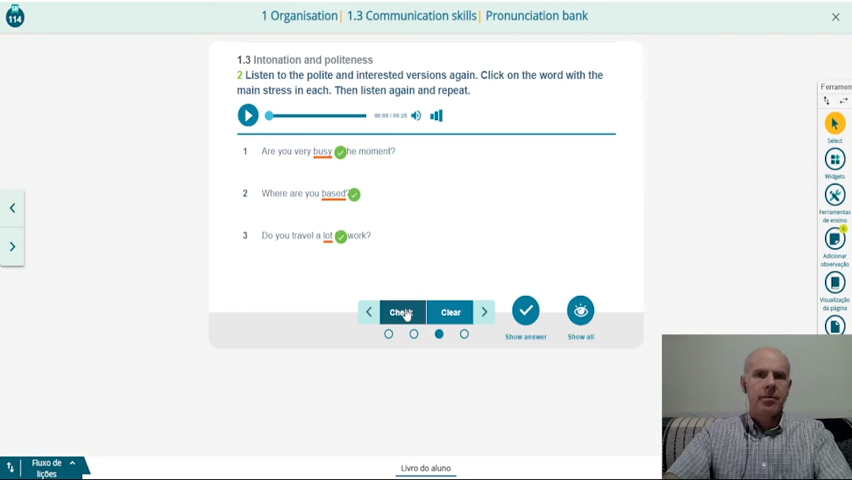 114
1 Organisation| 1.3 Communication skills| Pronunciation bank
1.3 Intonation and politeness
2 Listen to the polite and interested versions again. Click on the word with the
main stress in each. Then listen again and repeat.
00:00 / 00:26
1 Are you very busy he moment?
2 Where are you based?
3 Do you travel a lot work?
Check Clear
Show answer Show all
Ferramen
Select
Widgets
Ferramentas
de ensino
Adicionar
observação
Visualização
da página
Fluxo de
lições
Livro do aluno